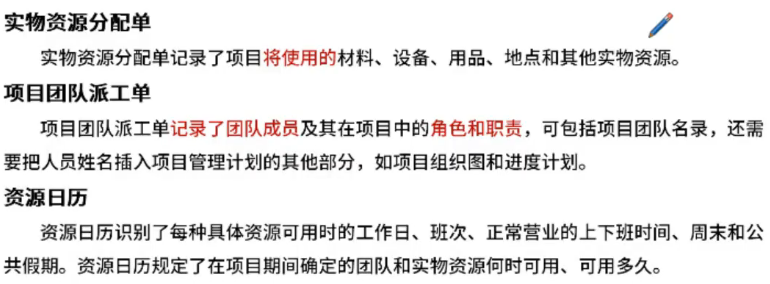 实物资源分配单
实物资源分配单记录了项目将使用的材料、设备、用品、地点和其他实物资源。
项目团队派工单
项目团队派工单记录了团队成员及其在项目中的角色和职责，可包括项目团队名录，还需
要把人员姓名插入项目管理计划的其他部分，如项目组织图和进度计划。
资源日历
资源日历识别了每种具体资源可用时的工作日、班次、正常营业的上下班时间、周末和公
共假期。资源日历规定了在项目期间确定的团队和实物资源何时可用、可用多久。